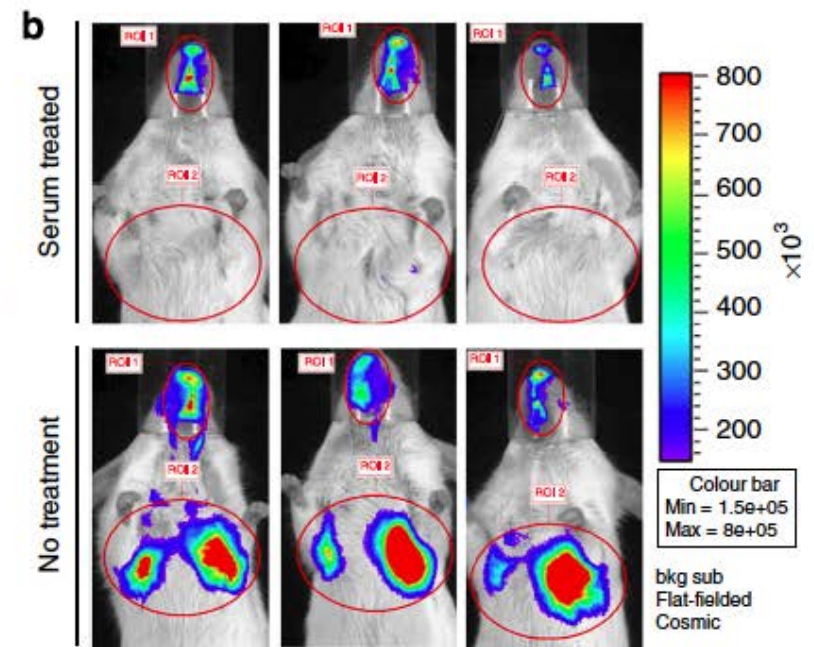 b
Serum treated
ROI 1
ROI 1
ROI 1
ROI 2
ROI 2
ROI 2
No treatment
ROI 1
ROI 1
ROI 1
ROI 2
ROI 2
ROI 2
800
700
600
500
400
300
200
×10³
Colour bar
Min = 1.5e+05
Max = 8e+05
bkg sub
Flat-fielded
Cosmic